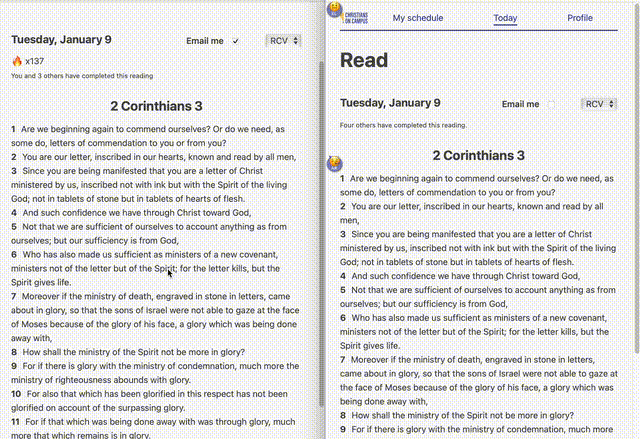 Tuesday, January 9
Email me ✓
RCV
🔥 x137
You and 3 others have completed this reading
2 Corinthians 3
1 Are we beginning again to commend ourselves? Or do we need, as
some do, letters of commendation to you or from you?
2 You are our letter, inscribed in our hearts, known and read by all men,
3 Since you are being manifested that you are a letter of Christ
ministered by us, inscribed not with ink but with the Spirit of the living
God; not in tablets of stone but in tablets of hearts of flesh.
4 And such confidence we have through Christ toward God,
5 Not that we are sufficient of ourselves to account anything as from
ourselves; but our sufficiency is from God,
6 Who has also made us sufficient as ministers of a new covenant,
ministers not of the letter but of the Spirit; for the letter kills, but the
Spirit gives life.
7 Moreover if the ministry of death, engraved in stone in letters, came
about in glory, so that the sons of Israel were not able to gaze at the face
of Moses because of the glory of his face, a glory which was being done
away with,
8 How shall the ministry of the Spirit not be more in glory?
9 For if there is glory with the ministry of condemnation, much more the
ministry of righteousness abounds with glory.
10 For also that which has been glorified in this respect has not been
glorified on account of the surpassing glory.
11 For if that which was being done away with was through glory, much
more that which remains is in glory.
CHRISTIANS
ON CAMPUS
My schedule
Today
Profile
Read
Tuesday, January 9
Email me
RCV
Four others have completed this reading.
2 Corinthians 3
1 Are we beginning again to commend ourselves? Or do we need, as
some do, letters of commendation to you or from you?
2 You are our letter, inscribed in our hearts, known and read by all
men,
3 Since you are being manifested that you are a letter of Christ
ministered by us, inscribed not with ink but with the Spirit of the living
God; not in tablets of stone but in tablets of hearts of flesh.
4 And such confidence we have through Christ toward God,
5 Not that we are sufficient of ourselves to account anything as from
ourselves; but our sufficiency is from God,
6 Who has also made us sufficient as ministers of a new covenant,
ministers not of the letter but of the Spirit; for the letter kills, but the
Spirit gives life.
7 Moreover if the ministry of death, engraved in stone in letters,
came about in glory, so that the sons of Israel were not able to gaze at
the face of Moses because of the glory of his face, a glory which was
being done away with,
8 How shall the ministry of the Spirit not be more in glory?
9 For if there is glory with the ministry of condemnation, much more